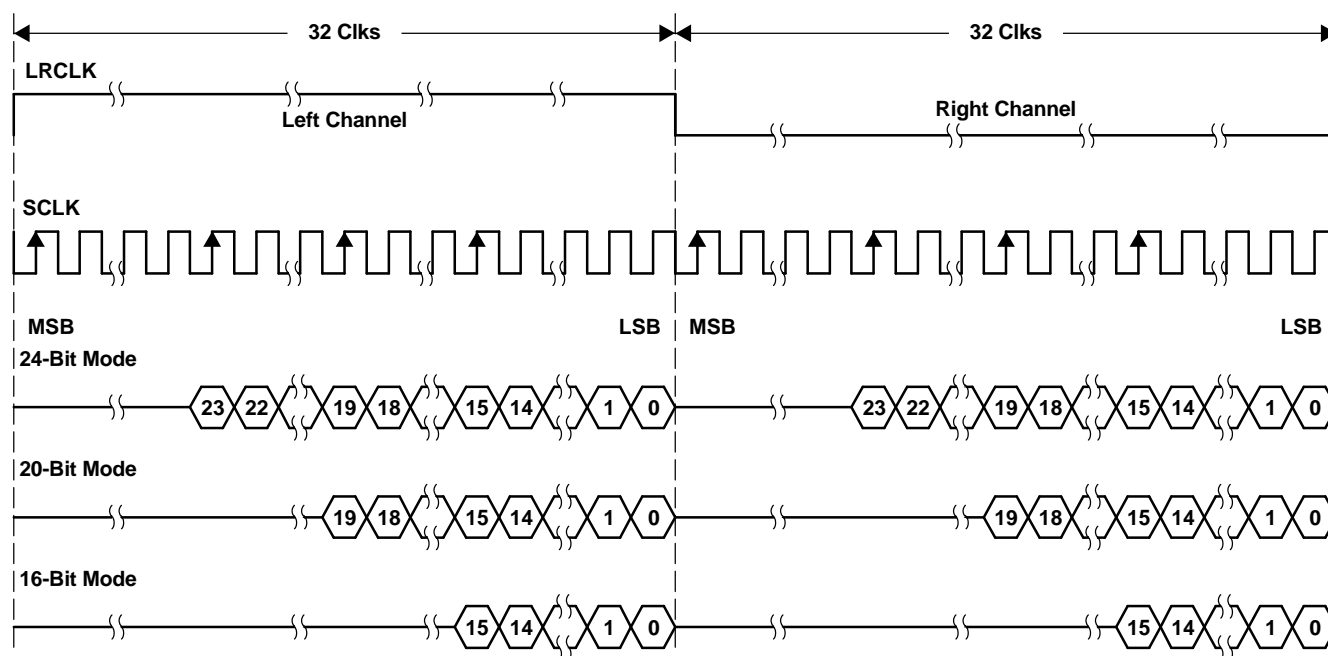 32 Clks 32 Clks
LRCLK
Left Channel Right Channel
SCLK
MSB LSB MSB LSB
24-Bit Mode
23 22 19 18 15 14 1 0 23 22 19 18 15 14 1 0
20-Bit Mode
19 18 15 14 1 0 19 18 15 14 1 0
16-Bit Mode
15 14 1 0 15 14 1 0